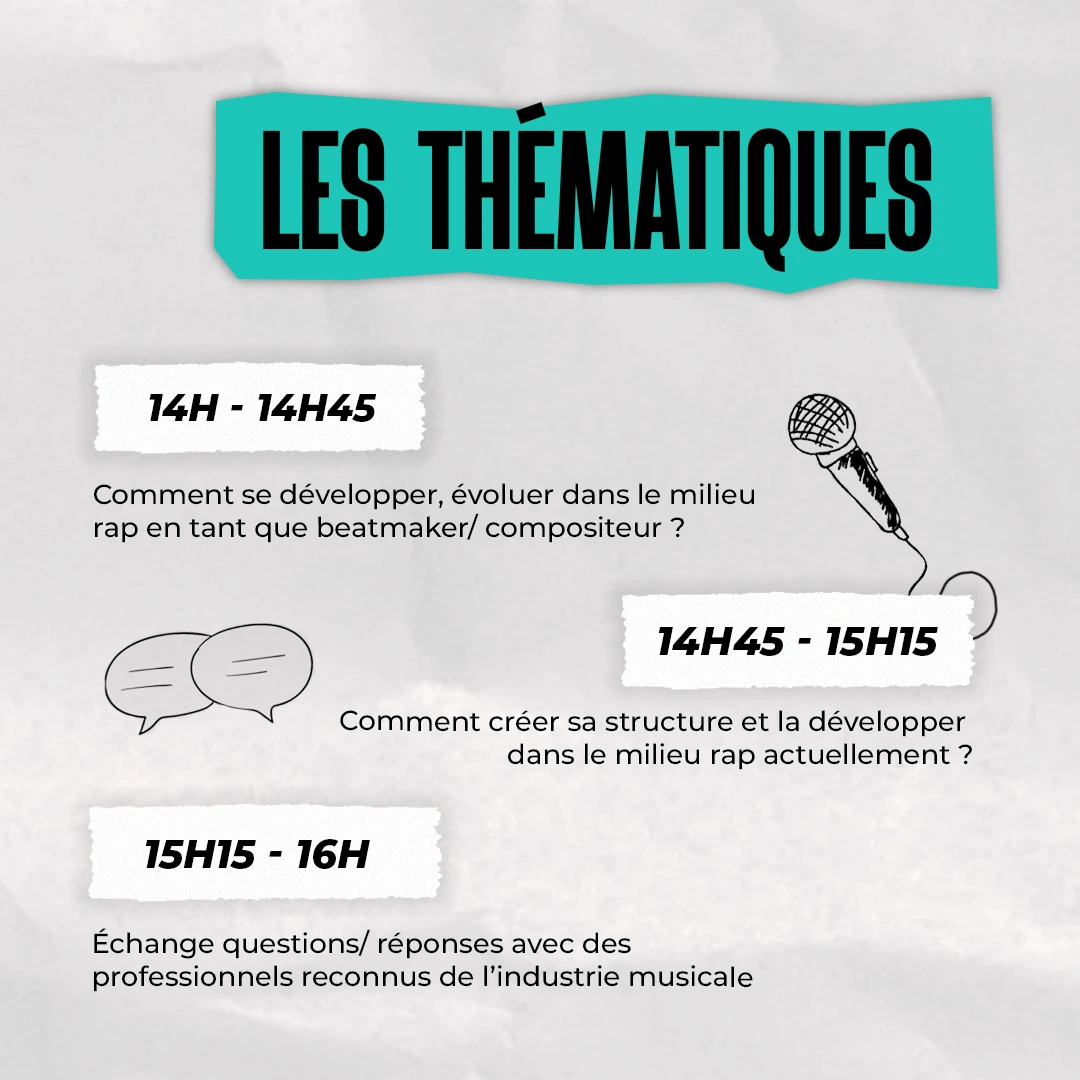 LES THÉMATIQUES
14H - 14H45
Comment se développer, évoluer dans le milieu
rap en tant que beatmaker/ compositeur ?
14H45 - 15H15
Comment créer sa structure et la développer
dans le milieu rap actuellement ?
15H15 - 16H
Échange questions/ réponses avec des
professionnels reconnus de l’industrie musicale